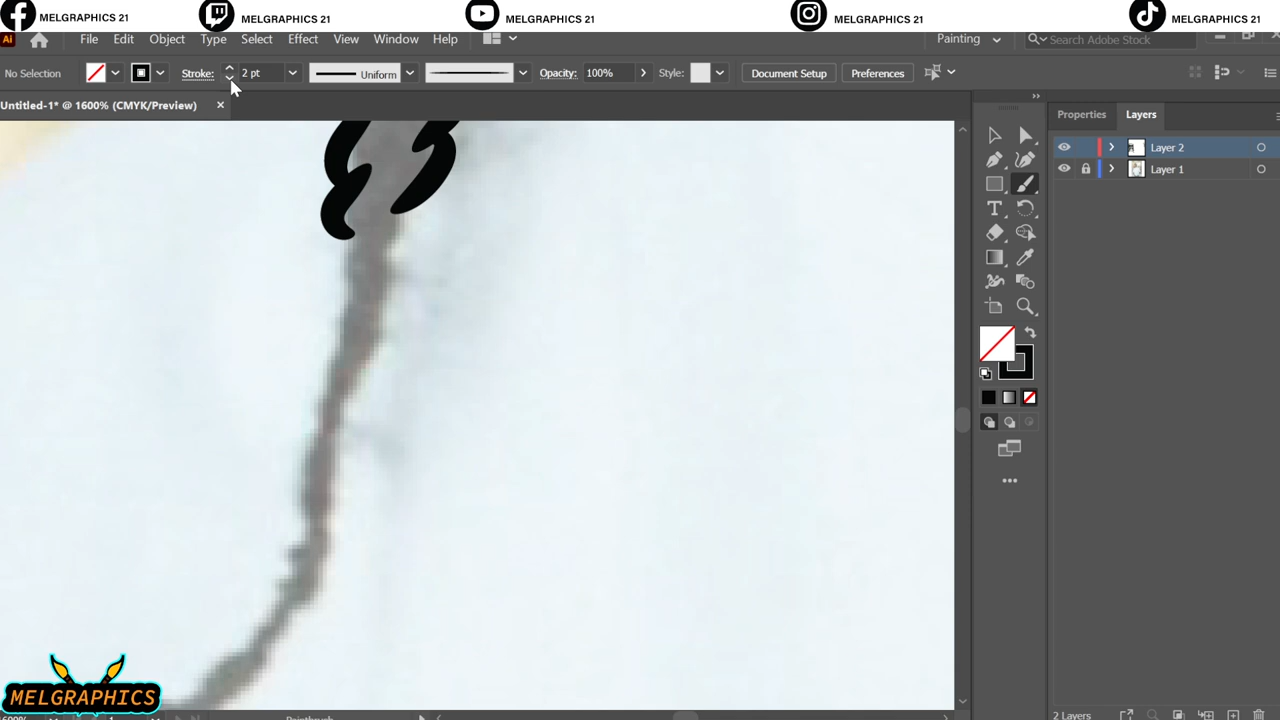 MELGRAPHICS 21
MELGRAPHICS 21
MELGRAPHICS 21
MELGRAPHICS 21
MELGRAPHICS 21
Ai
File Edit Object Type Select Effect View Window Help
Painting
Search Adobe Stock
No Selection
Stroke:
2 pt
Uniform
Opacity:
100%
Style:
Document Setup
Preferences
Untitled-1* @ 1600% (CMYK/Preview)
Properties
Layers
Layer 2
Layer 1
MELGRAPHICS
2 Layers